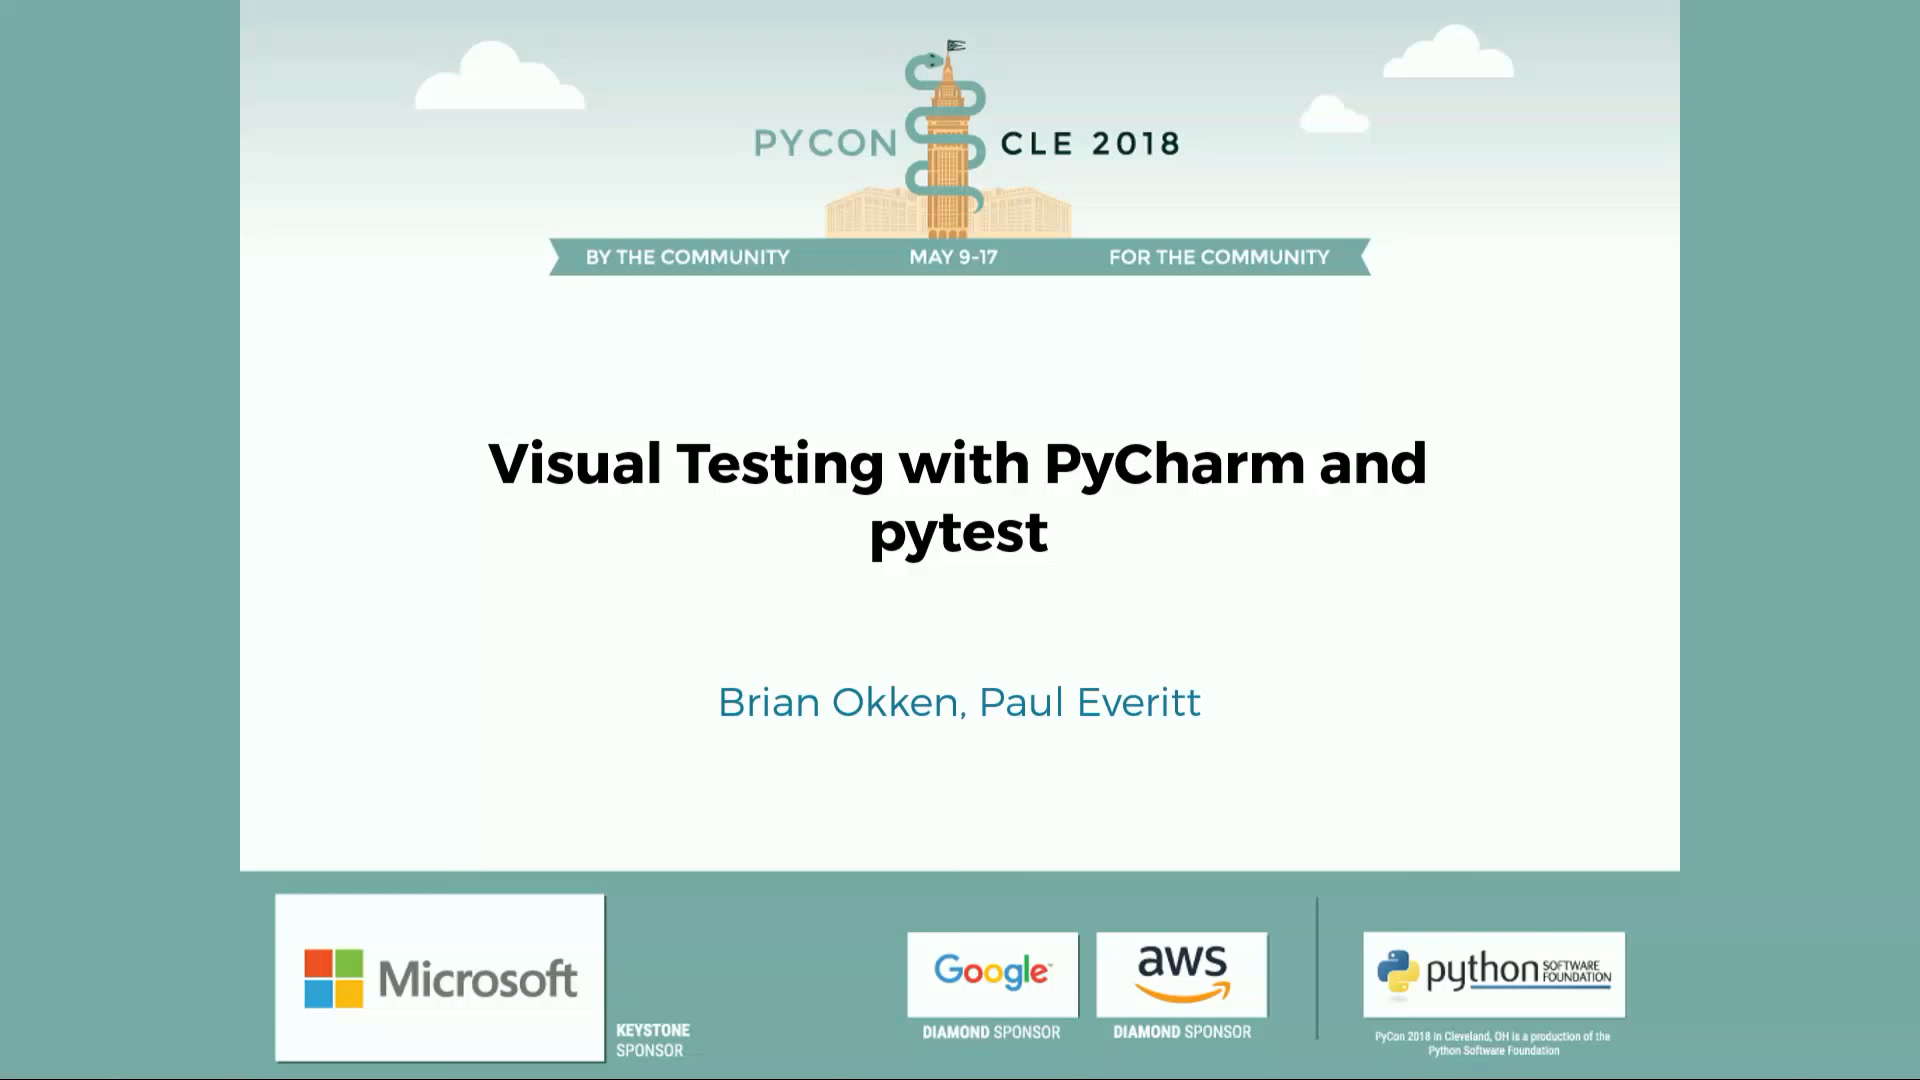 PYCON CLE 2018
BY THE COMMUNITY MAY 9-17 FOR THE COMMUNITY
Visual Testing with PyCharm and
pytest
Brian Okken, Paul Everitt
Microsoft
KEYSTONE
SPONSOR
Google
DIAMOND SPONSOR
aws
DIAMOND SPONSOR
python SOFTWARE
FOUNDATION
PyCon 2018 in Cleveland, OH is a production of the
Python Software Foundation